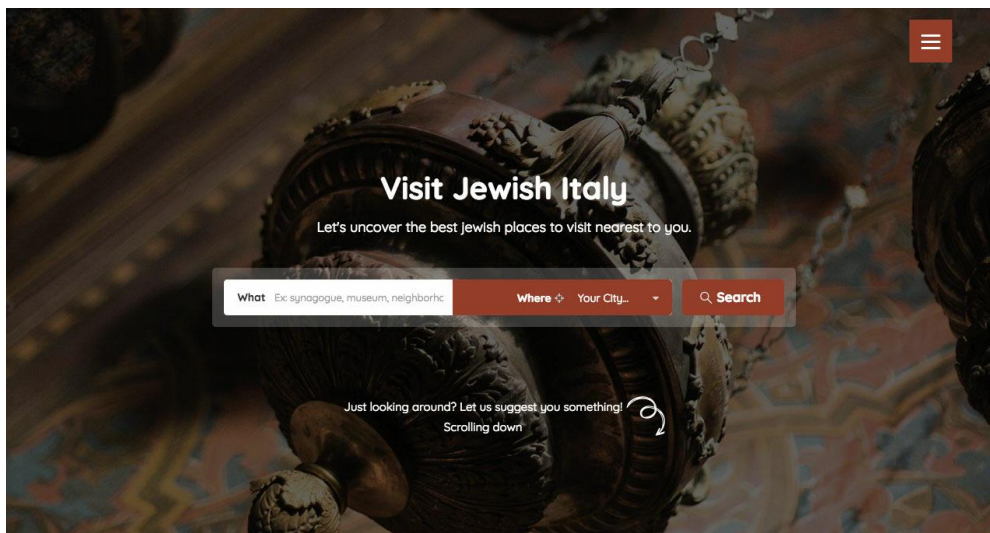 Visit Jewish Italy
Let's uncover the best jewish places to visit nearest to you.
What Ex: synagogue, museum, neighborhc Where Your City... Search
Just looking around? Let us suggest you something!
Scrolling down